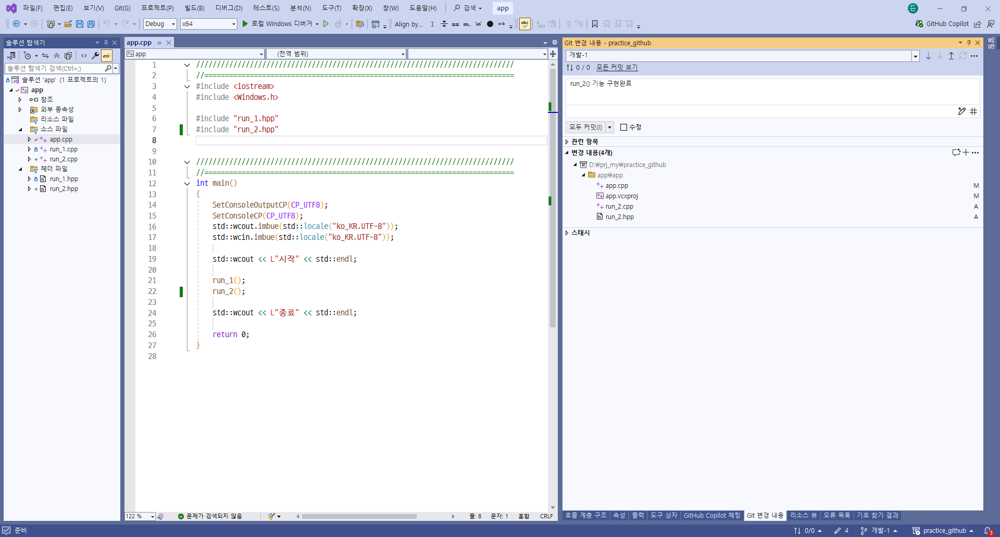 파일(F) 편집(E) 보기(V) Git(G) 프로젝트(P) 빌드(B) 디버그(D) 테스트(S) 분석(N) 도구(T) 확장(X) 창(W) 도움말(H) 검색 app
Debug x64 로컬 Windows 디버거 Align by... GitHub Copilot
솔루션 탐색기
솔루션 탐색기 검색(Ctrl+;)
솔루션 'app' (1 프로젝트의 1)
app
참조
외부 종속성
리소스 파일
소스 파일
app.cpp
run_1.cpp
run_2.cpp
헤더 파일
run_1.hpp
run_2.hpp
app.cpp
app (전역 범위)
1 /////////////////////////////////////////////////////////////////////////////
2 //===========================================================================
3 #include <iostream>
4 #include <Windows.h>
5
6 #include "run_1.hpp"
7 #include "run_2.hpp"
8
9
10 /////////////////////////////////////////////////////////////////////////////
11 //===========================================================================
12 int main()
13 {
14 SetConsoleOutputCP(CP_UTF8);
15 SetConsoleCP(CP_UTF8);
16 std::wcout.imbue(std::locale("ko_KR.UTF-8"));
17 std::wcin.imbue(std::locale("ko_KR.UTF-8"));
18
19 std::wcout << L"시작" << std::endl;
20
21 run_1();
22 run_2();
23
24 std::wcout << L"종료" << std::endl;
25
26 return 0;
27 }
28
122 % 문제가 검색되지 않음 줄: 8 문자: 1 혼합 CRLF
Git 변경 내용 - practice_github
개발-1
0 / 0 모든 커밋 보기
run_2() 기능 구현완료
모두 커밋(I) 수정
관련 항목
변경 내용(4개)
D:₩prj_my₩practice_github
app₩app
app.cpp M
app.vcxproj M
run_2.cpp A
run_2.hpp A
스태시
호출 계층 구조 속성 출력 도구 상자 GitHub Copilot 채팅 Git 변경 내용 리소스 뷰 오류 목록 기호 찾기 결과
준비 0/0 4 개발-1 practice_github 3